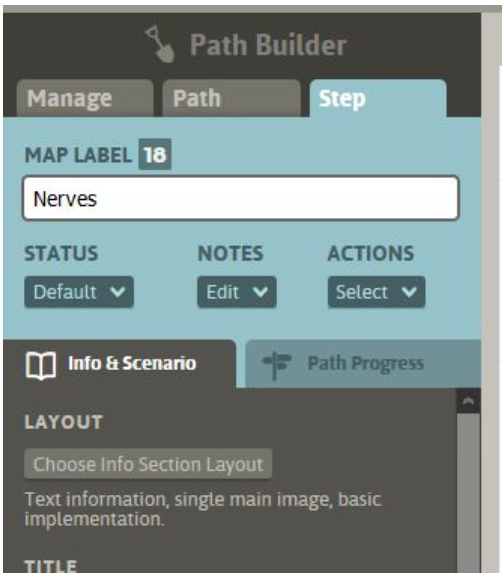 Path Builder
Manage Path Step
MAP LABEL 18
Nerves
STATUS NOTES ACTIONS
Default Edit Select
Info & Scenario Path Progress
LAYOUT
Choose Info Section Layout
Text information, single main image, basic
implementation.
TITLE